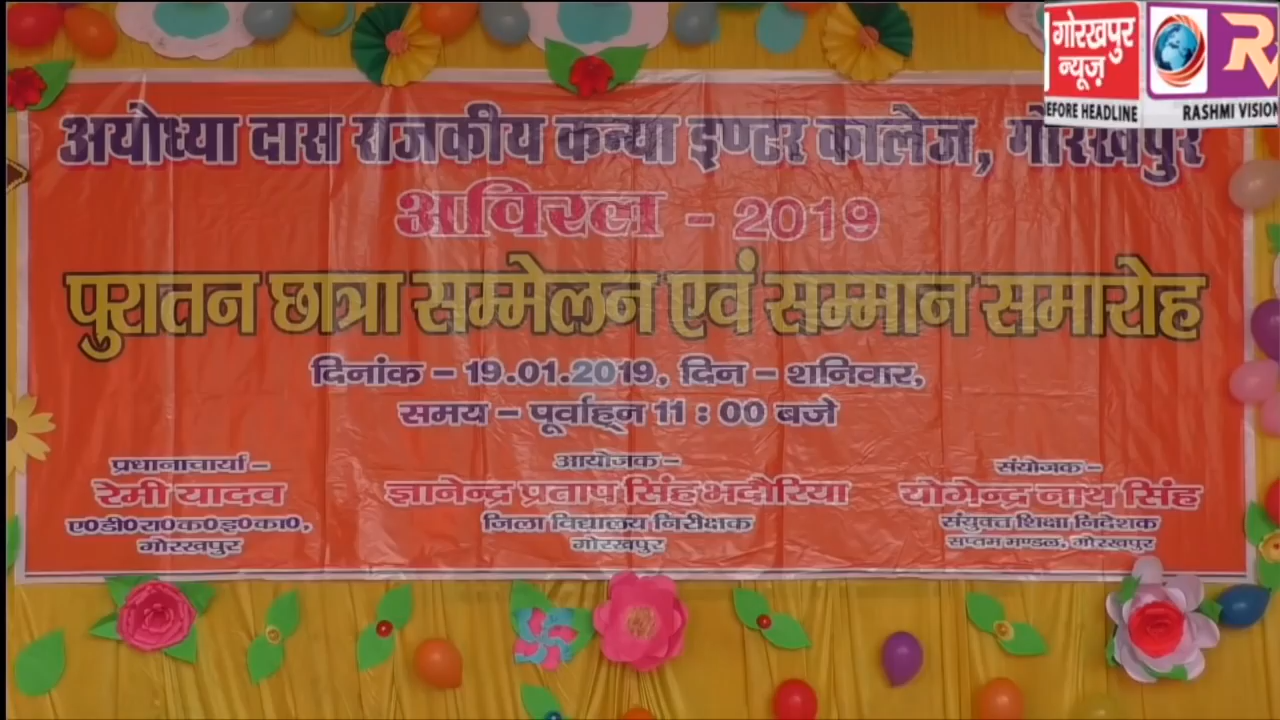 गोरखपुर
न्यूज़
EFORE HEADLINE
R
RASHMI VISION
अयोध्या दास राजकीय कन्या इण्टर कालेज, गोरखपुर
अविरल - 2019
पुरातन छात्रा सम्मेलन एवं सम्मान समारोह
दिनांक – 19.01.2019, दिन – शनिवार,
समय – पूर्वाह्न 11 : 00 बजे
प्रधानाचार्या –
रेमी यादव
ए0डी0रा0क0इ0का0,
गोरखपुर
आयोजक –
ज्ञानेन्द्र प्रताप सिंह भदौरिया
जिला विद्यालय निरीक्षक
गोरखपुर
संयोजक –
योगेन्द्र नाथ सिंह
संयुक्त शिक्षा निदेशक
सप्तम मण्डल, गोरखपुर